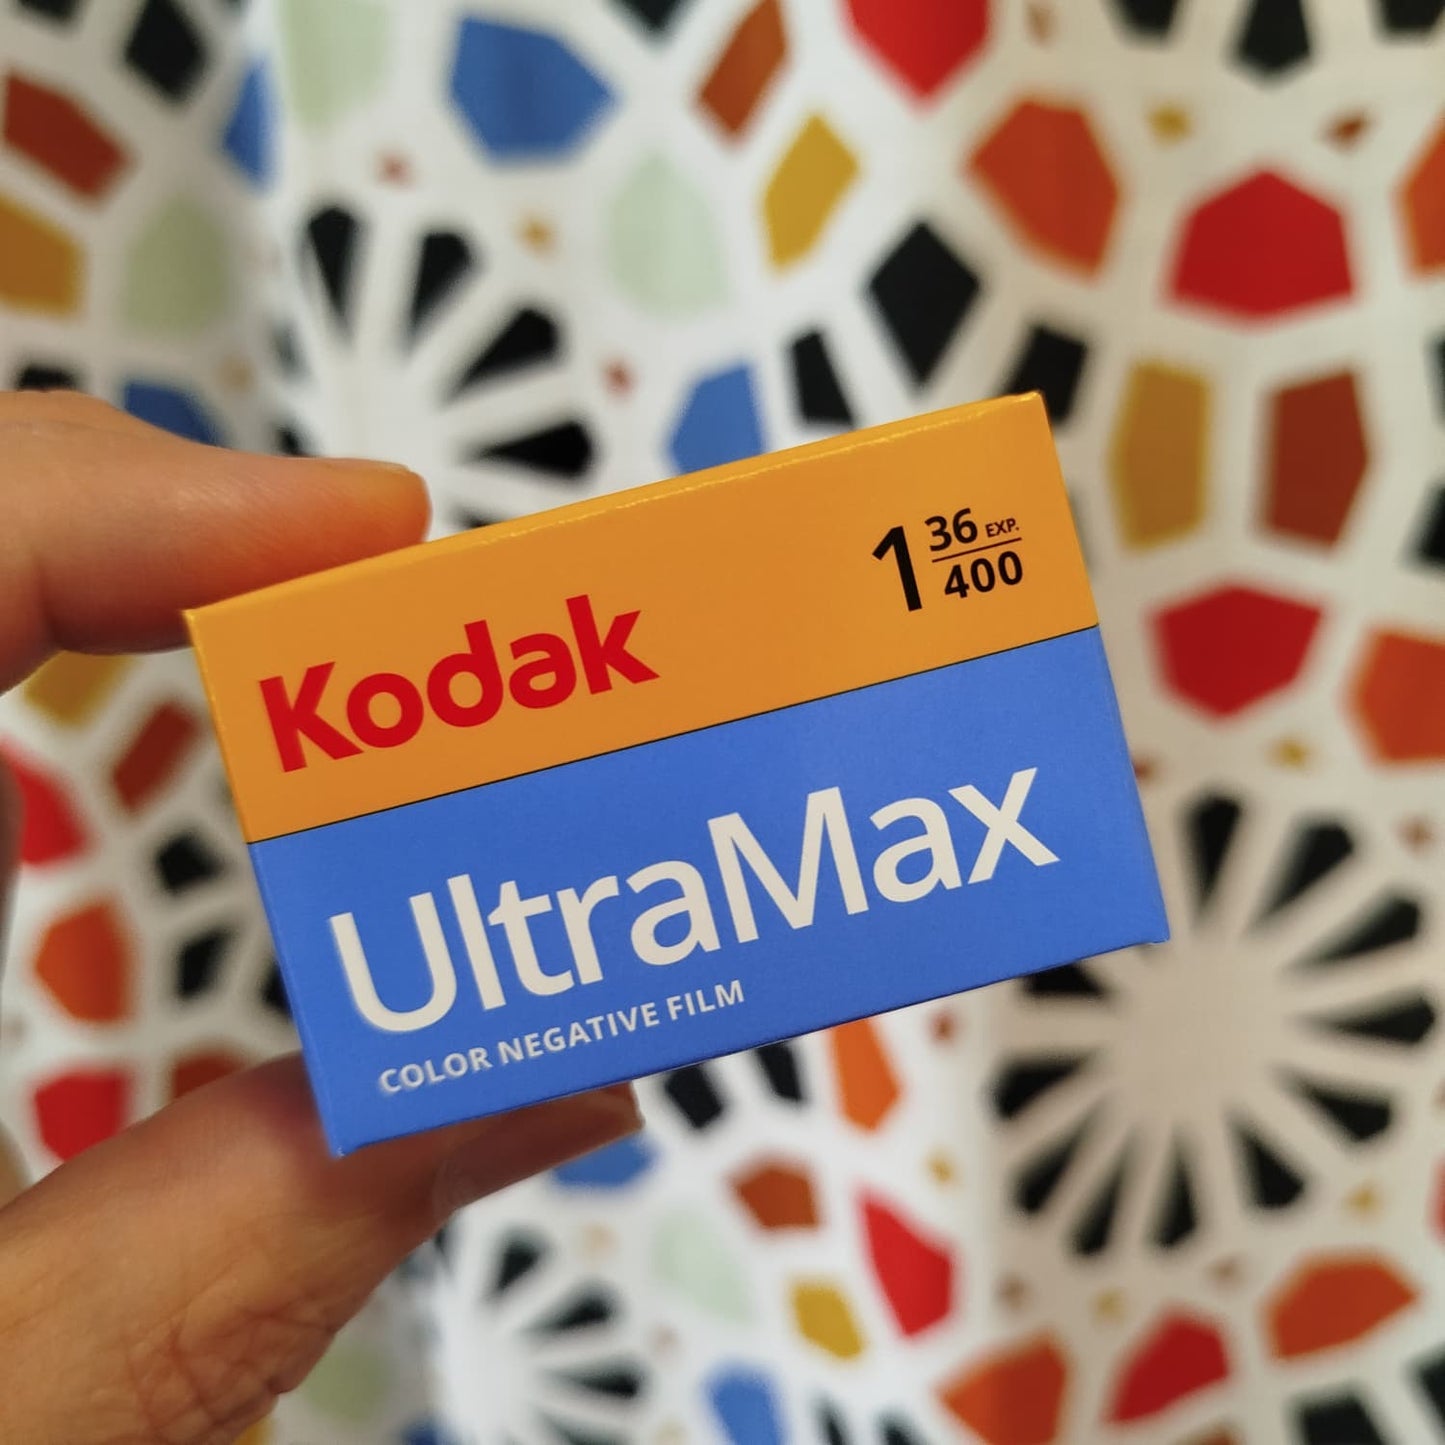 Kodak
1 36 EXP.
400
UltraMax
COLOR NEGATIVE FILM